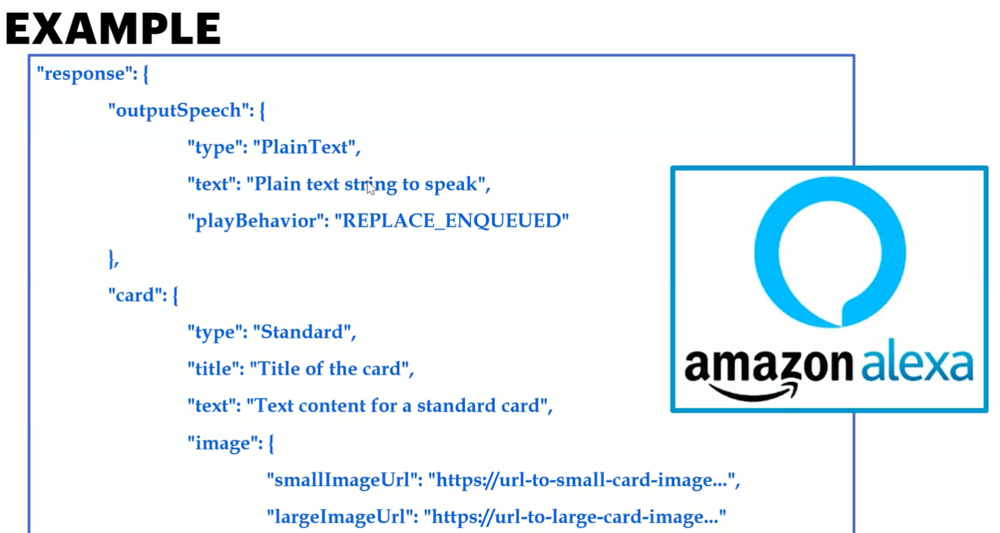 EXAMPLE
"response": {
"outputSpeech": {
"type": "PlainText",
"text": "Plain text string to speak",
"playBehavior": "REPLACE_ENQUEUED"
},
"card": {
"type": "Standard",
"title": "Title of the card",
"text": "Text content for a standard card",
"image": {
"smallImageUrl": "https://url-to-small-card-image...",
"largeImageUrl": "https://url-to-large-card-image..."
amazon alexa